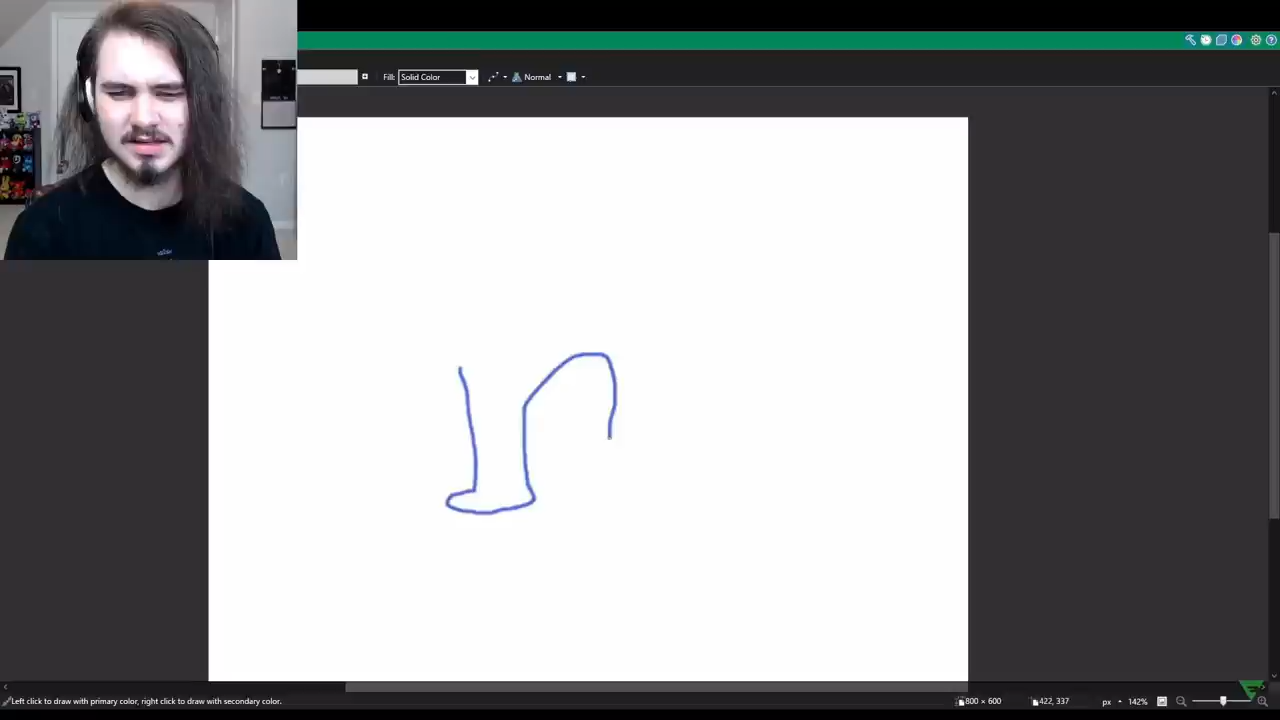 Fill: Solid Color Normal
Left click to draw with primary color, right click to draw with secondary color. 800 × 600 422, 337 px 142%